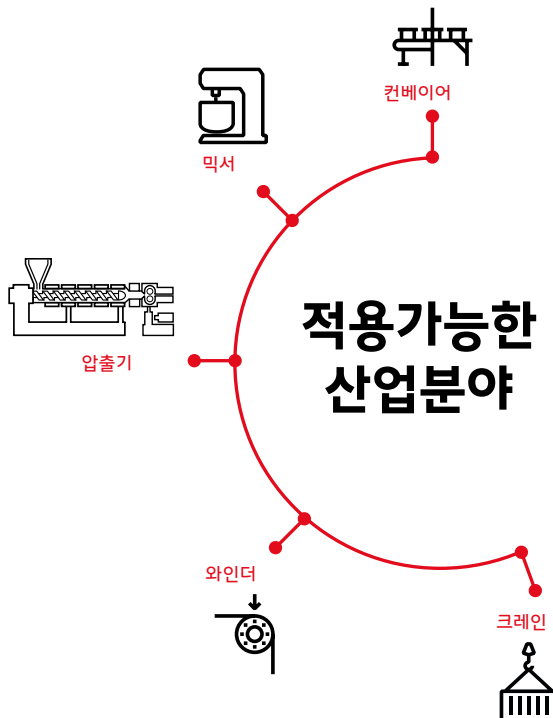 컨베이어
믹서
압출기
적용가능한
산업분야
와인더
크레인